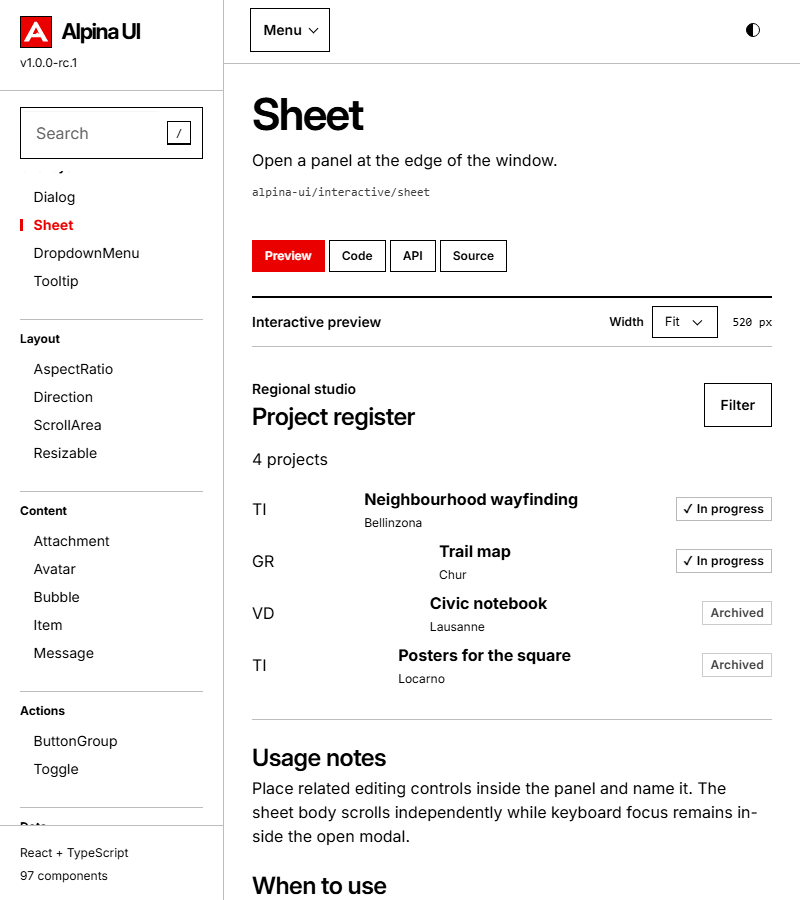 Alpina UI
v1.0.0-rc.1
Search
/
Dialog
Sheet
DropdownMenu
Tooltip
Layout
AspectRatio
Direction
ScrollArea
Resizable
Content
Attachment
Avatar
Bubble
Item
Message
Actions
ButtonGroup
Toggle
React + TypeScript
97 components
Menu
Sheet
Open a panel at the edge of the window.
alpina-ui/interactive/sheet
Preview Code API Source
Interactive preview Width Fit 520 px
Regional studio
Project register
Filter
4 projects
TI Neighbourhood wayfinding ✓ In progress
Bellinzona
GR Trail map ✓ In progress
Chur
VD Civic notebook Archived
Lausanne
TI Posters for the square Archived
Locarno
Usage notes
Place related editing controls inside the panel and name it. The
sheet body scrolls independently while keyboard focus remains in-
side the open modal.
When to use